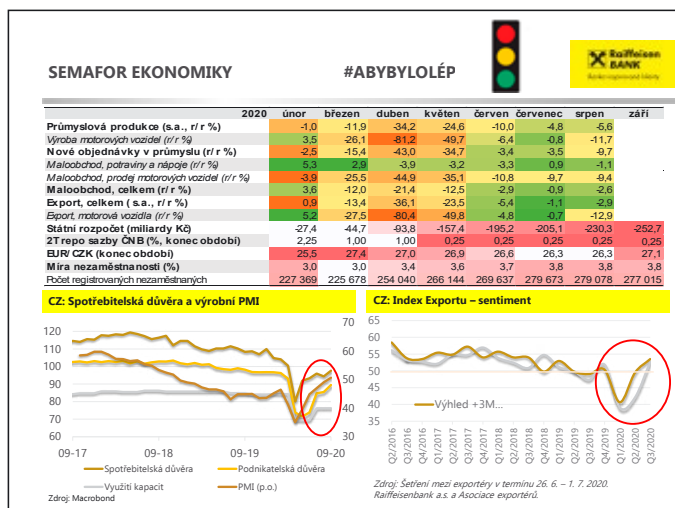 SEMAFOR EKONOMIKY #ABYBYLOLÉP
Raiffeisen
BANK
2020 únor březen duben květen červen červenec srpen září
Průmyslová produkce (s.a., r/r %) -1,0 -11,9 -34,2 -24,6 -10,0 -4,8 -5,6
Výroba motorových vozidel (r/r %) 3,5 -26,1 -81,2 -49,7 -6,4 -0,8 -11,7
Nové objednávky v průmyslu (r/r %) -2,5 -15,4 -43,0 -34,7 -3,4 -3,5 -9,7
Maloobchod, potraviny a nápoje (r/r %) 5,3 2,9 -3,9 -3,2 -3,3 0,9 -1,1
Maloobchod, prodej motorových vozidel (r/r %) -3,9 -25,5 -44,9 -35,1 -10,8 -9,7 -9,4
Maloobchod, celkem (r/r %) 3,6 -12,0 -21,4 -12,5 -2,9 -0,9 -2,6
Export, celkem ( s.a., r/r %) 0,9 -13,4 -36,1 -23,5 -5,4 -1,1 -2,9
Export, motorová vozidla (r/r %) 5,2 -27,5 -80,4 -49,8 -4,8 -0,7 -12,9
Státní rozpočet (miliardy Kč) -27,4 -44,7 -93,8 -157,4 -195,2 -205,1 -230,3 -252,7
2T repo sazby ČNB (%, konec období) 2,25 1,00 1,00 0,25 0,25 0,25 0,25 0,25
EUR/CZK (konec období) 25,5 27,4 27,0 26,9 26,6 26,3 26,3 27,1
Míra nezaměstnanosti (%) 3,0 3,0 3,4 3,6 3,7 3,8 3,8 3,8
Počet registrovaných nezaměstnaných 227 369 225 678 254 040 266 144 269 637 279 673 279 078 277 015
CZ: Spotřebitelská důvěra a výrobní PMI
120
110
100
90
80
70
60
70
60
50
40
30
09-17 09-18 09-19 09-20
Spotřebitelská důvěra Podnikatelská důvěra
Využití kapacit PMI (p.o.)
Zdroj: Macrobond
CZ: Index Exportu – sentiment
65
60
55
50
45
40
35
Výhled +3M...
Q2/2016 Q3/2016 Q4/2016 Q1/2017 Q2/2017 Q3/2017 Q4/2017 Q1/2018 Q2/2018 Q3/2018 Q4/2018 Q1/2019 Q2/2019 Q3/2019 Q4/2019 Q1/2020 Q2/2020 Q3/2020
Zdroj: Šetření mezi exportéry v termínu 26. 6. – 1. 7. 2020.
Raiffeisenbank a.s. a Asociace exportérů.